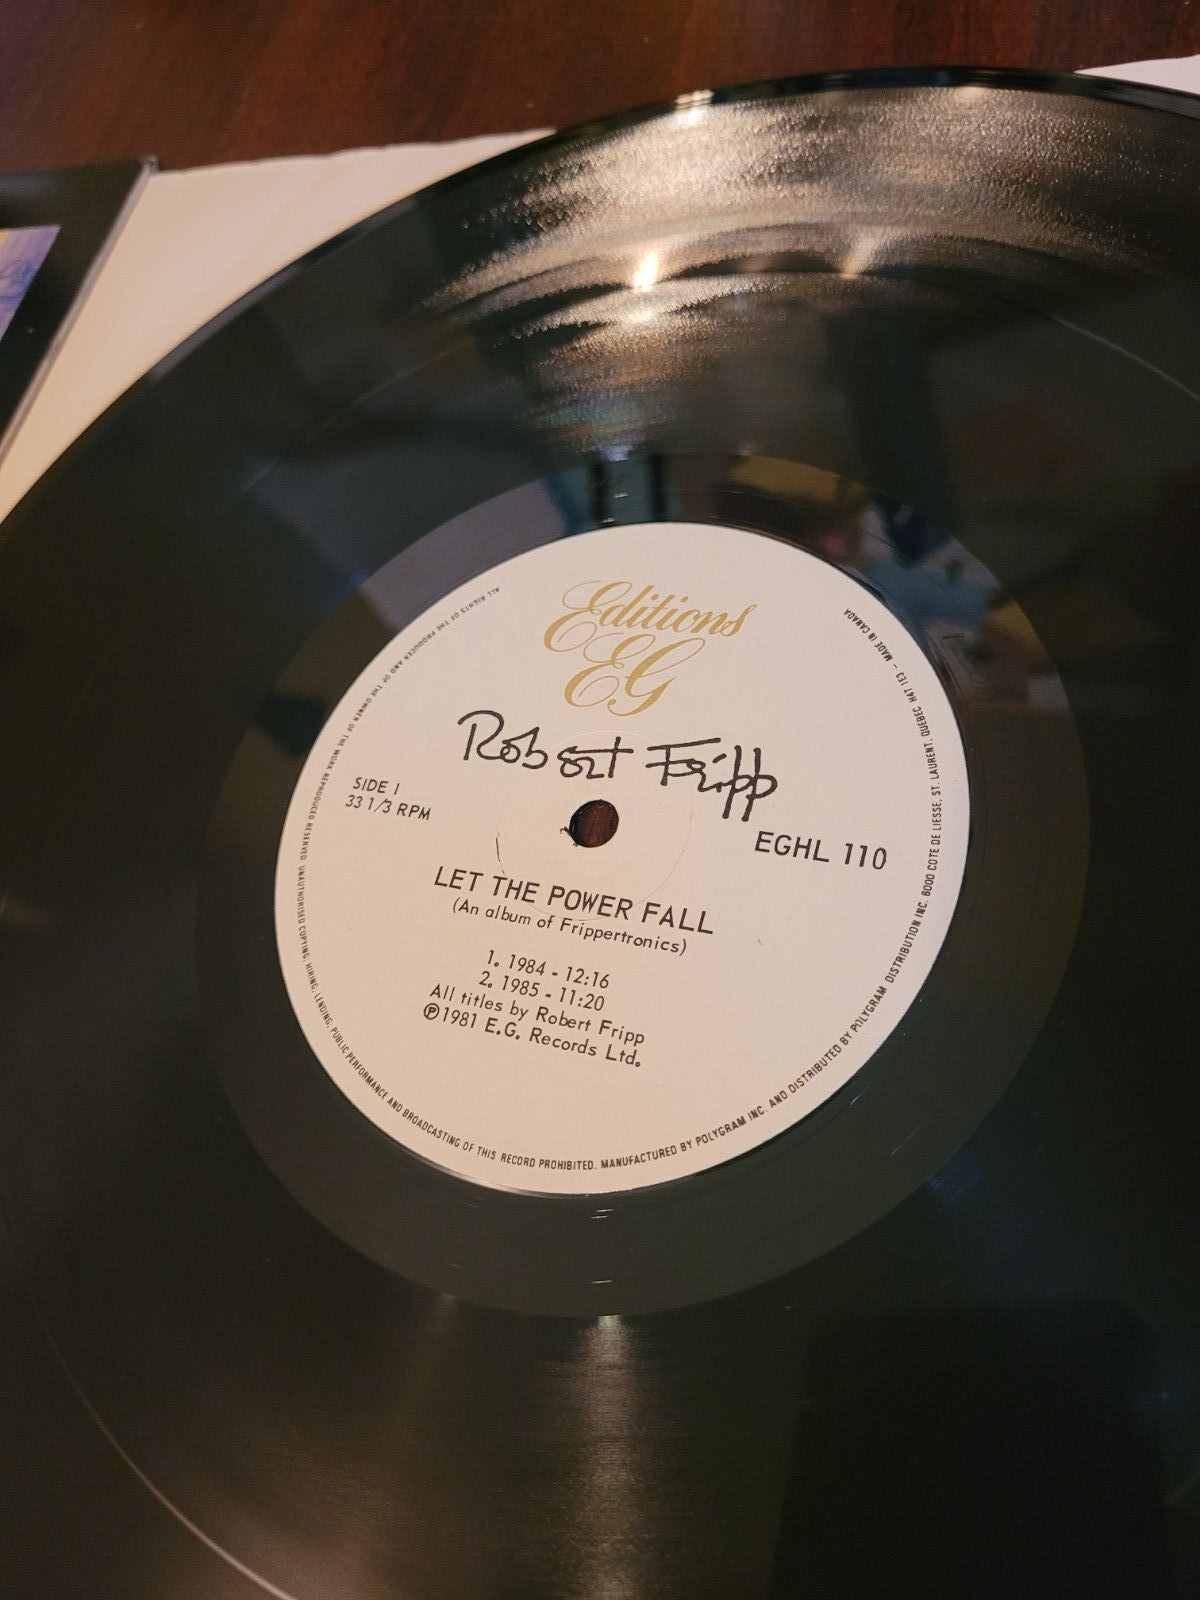 Editions
EG
Robert Fripp
SIDE 1
33 1/3 RPM
EGHL 110
LET THE POWER FALL
(An album of Frippertronics)
1. 1984 - 12:16
2. 1985 - 11:20
All titles by Robert Fripp
℗1981 E.G. Records Ltd.
ALL RIGHTS OF THE PRODUCER AND OF THE OWNER OF THE WORK REPRODUCED RESERVED. UNAUTHORISED COPYING, HIRING, LENDING, PUBLIC PERFORMANCE AND BROADCASTING OF THIS RECORD PROHIBITED. MANUFACTURED BY POLYGRAM INC. AND DISTRIBUTED BY POLYGRAM DISTRIBUTION INC. 6000 COTE DE LIESSE, ST. LAURENT, QUEBEC H4T 1E3 – MADE IN CANADA